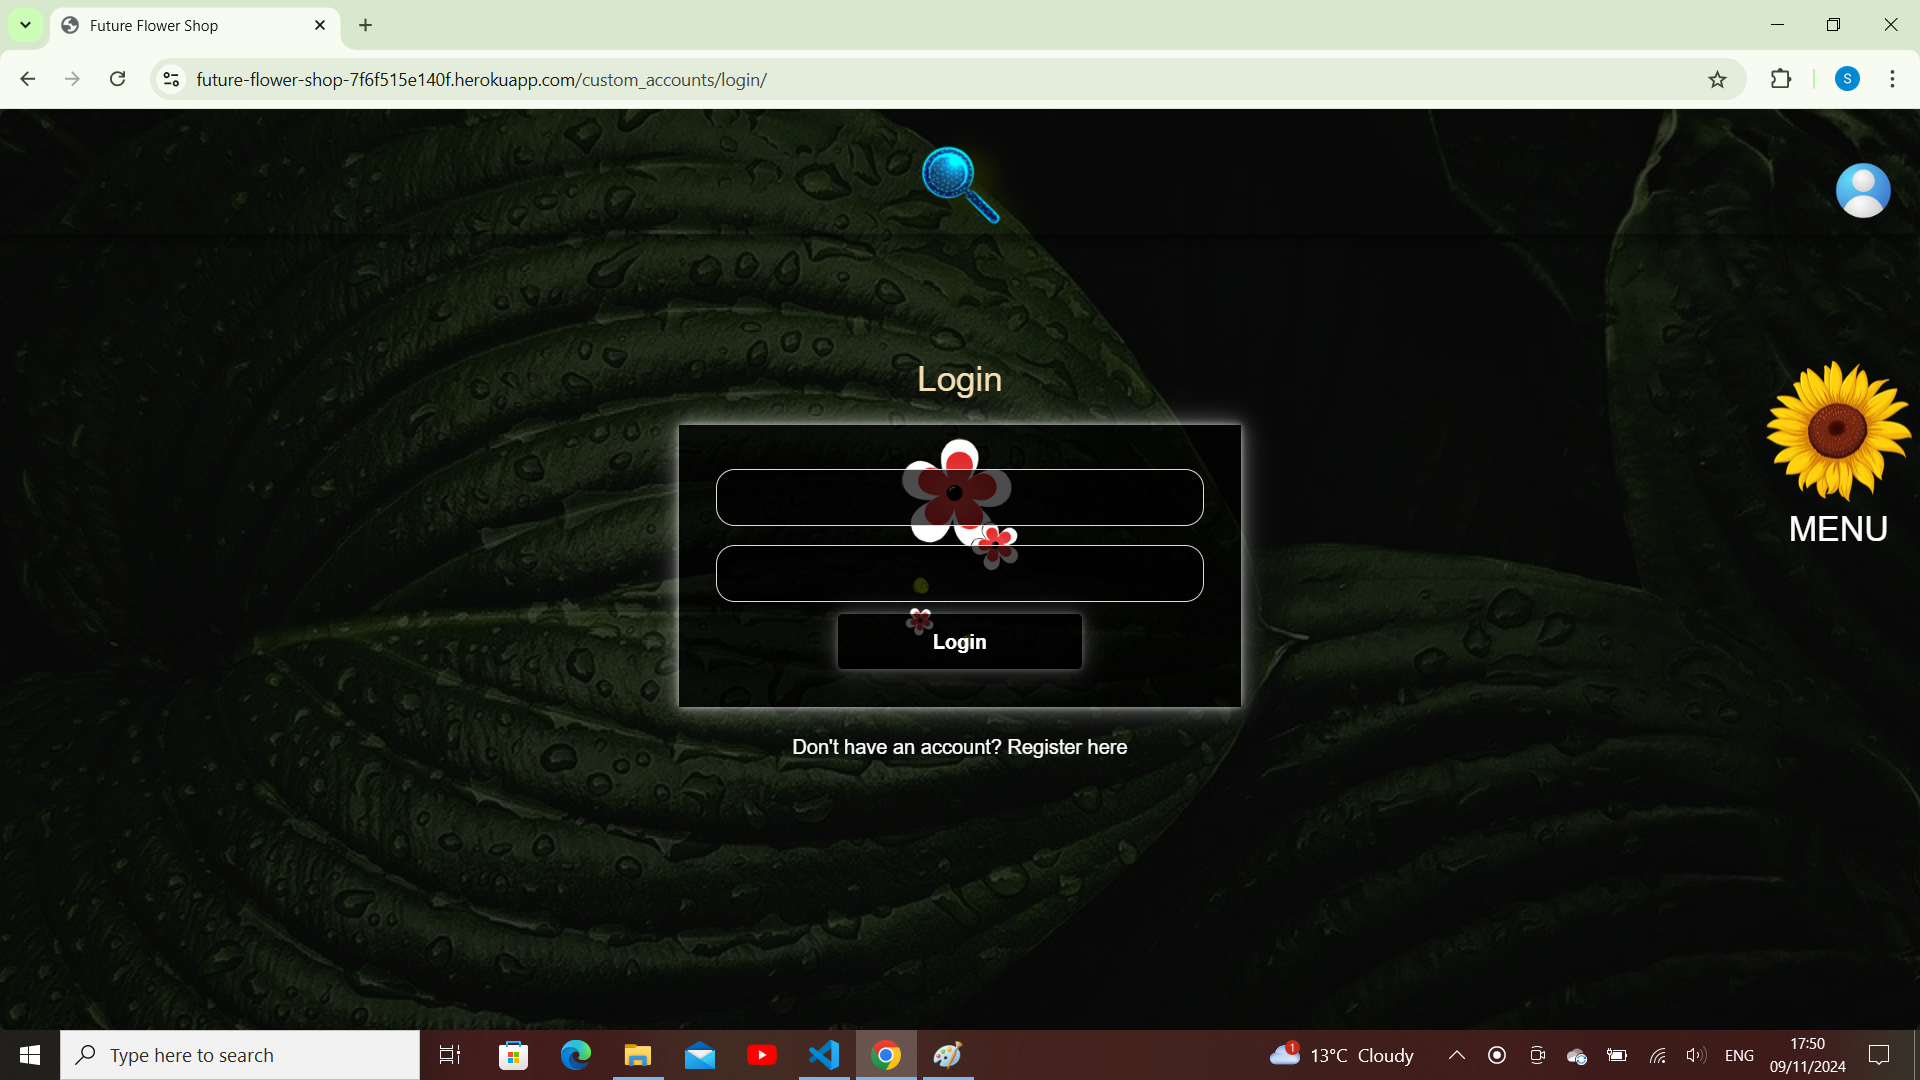 Future Flower Shop
future-flower-shop-7f6f515e140f.herokuapp.com/custom_accounts/login/
S
Login
MENU
Login
Don't have an account? Register here
Type here to search
1
13°C Cloudy
ENG
17:50
09/11/2024